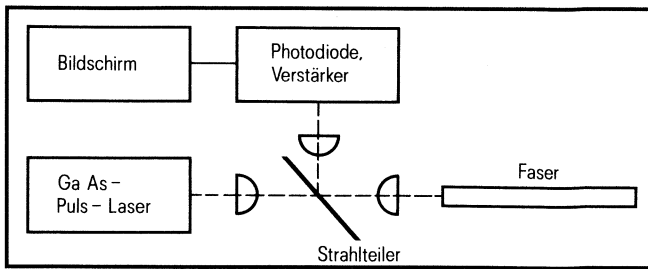 Bildschirm
Photodiode,
Verstärker
Ga As –
Puls – Laser
Faser
Strahlteiler